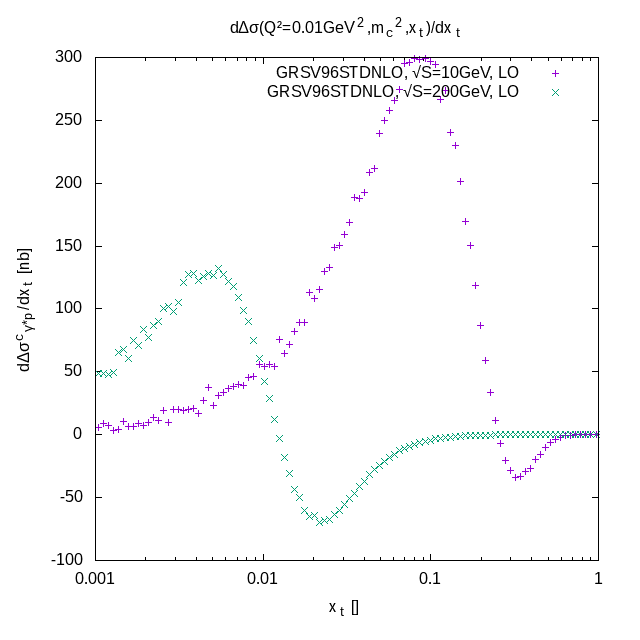 dΔσ(Q²=0.01GeV²,m_c²,x_t)/dx_t
GRSV96STDNLO, √S=10GeV, LO
GRSV96STDNLO, √S=200GeV, LO
300
250
200
150
100
50
0
-50
-100
dΔσ^c_γ*p/dx_t [nb]
0.001 0.01 0.1 1
x_t []